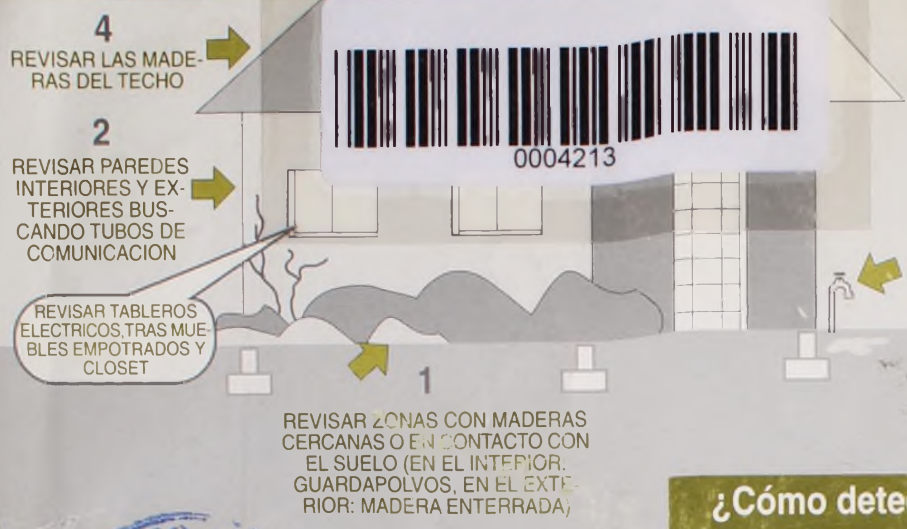 4
REVISAR LAS MADE-
RAS DEL TECHO
0004213
2
REVISAR PAREDES
INTERIORES Y EX-
TERIORES BUS-
CANDO TUBOS DE
COMUNICACION
REVISAR TABLEROS
ELECTRICOS,TRAS MUE-
BLES EMPOTRADOS Y
CLOSET
1
REVISAR ZONAS CON MADERAS
CERCANAS O EN CONTACTO CON
EL SUELO (EN EL INTERIOR:
GUARDAPOLVOS, EN EL EXTE-
RIOR: MADERA ENTERRADA)
¿Cómo dete